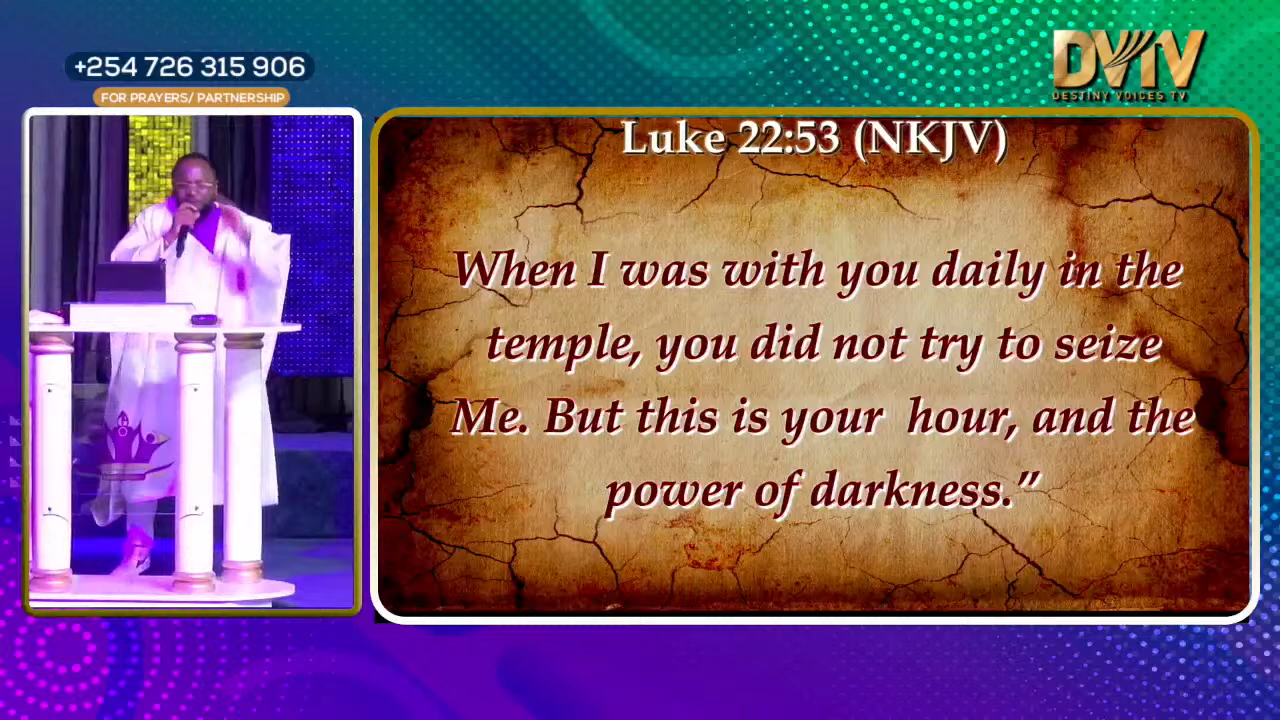 +254 726 315 906
FOR PRAYERS/ PARTNERSHIP
DVTV
DESTINY VOICES TV
Luke 22:53 (NKJV)
When I was with you daily in the
temple, you did not try to seize
Me. But this is your hour, and the
power of darkness.”